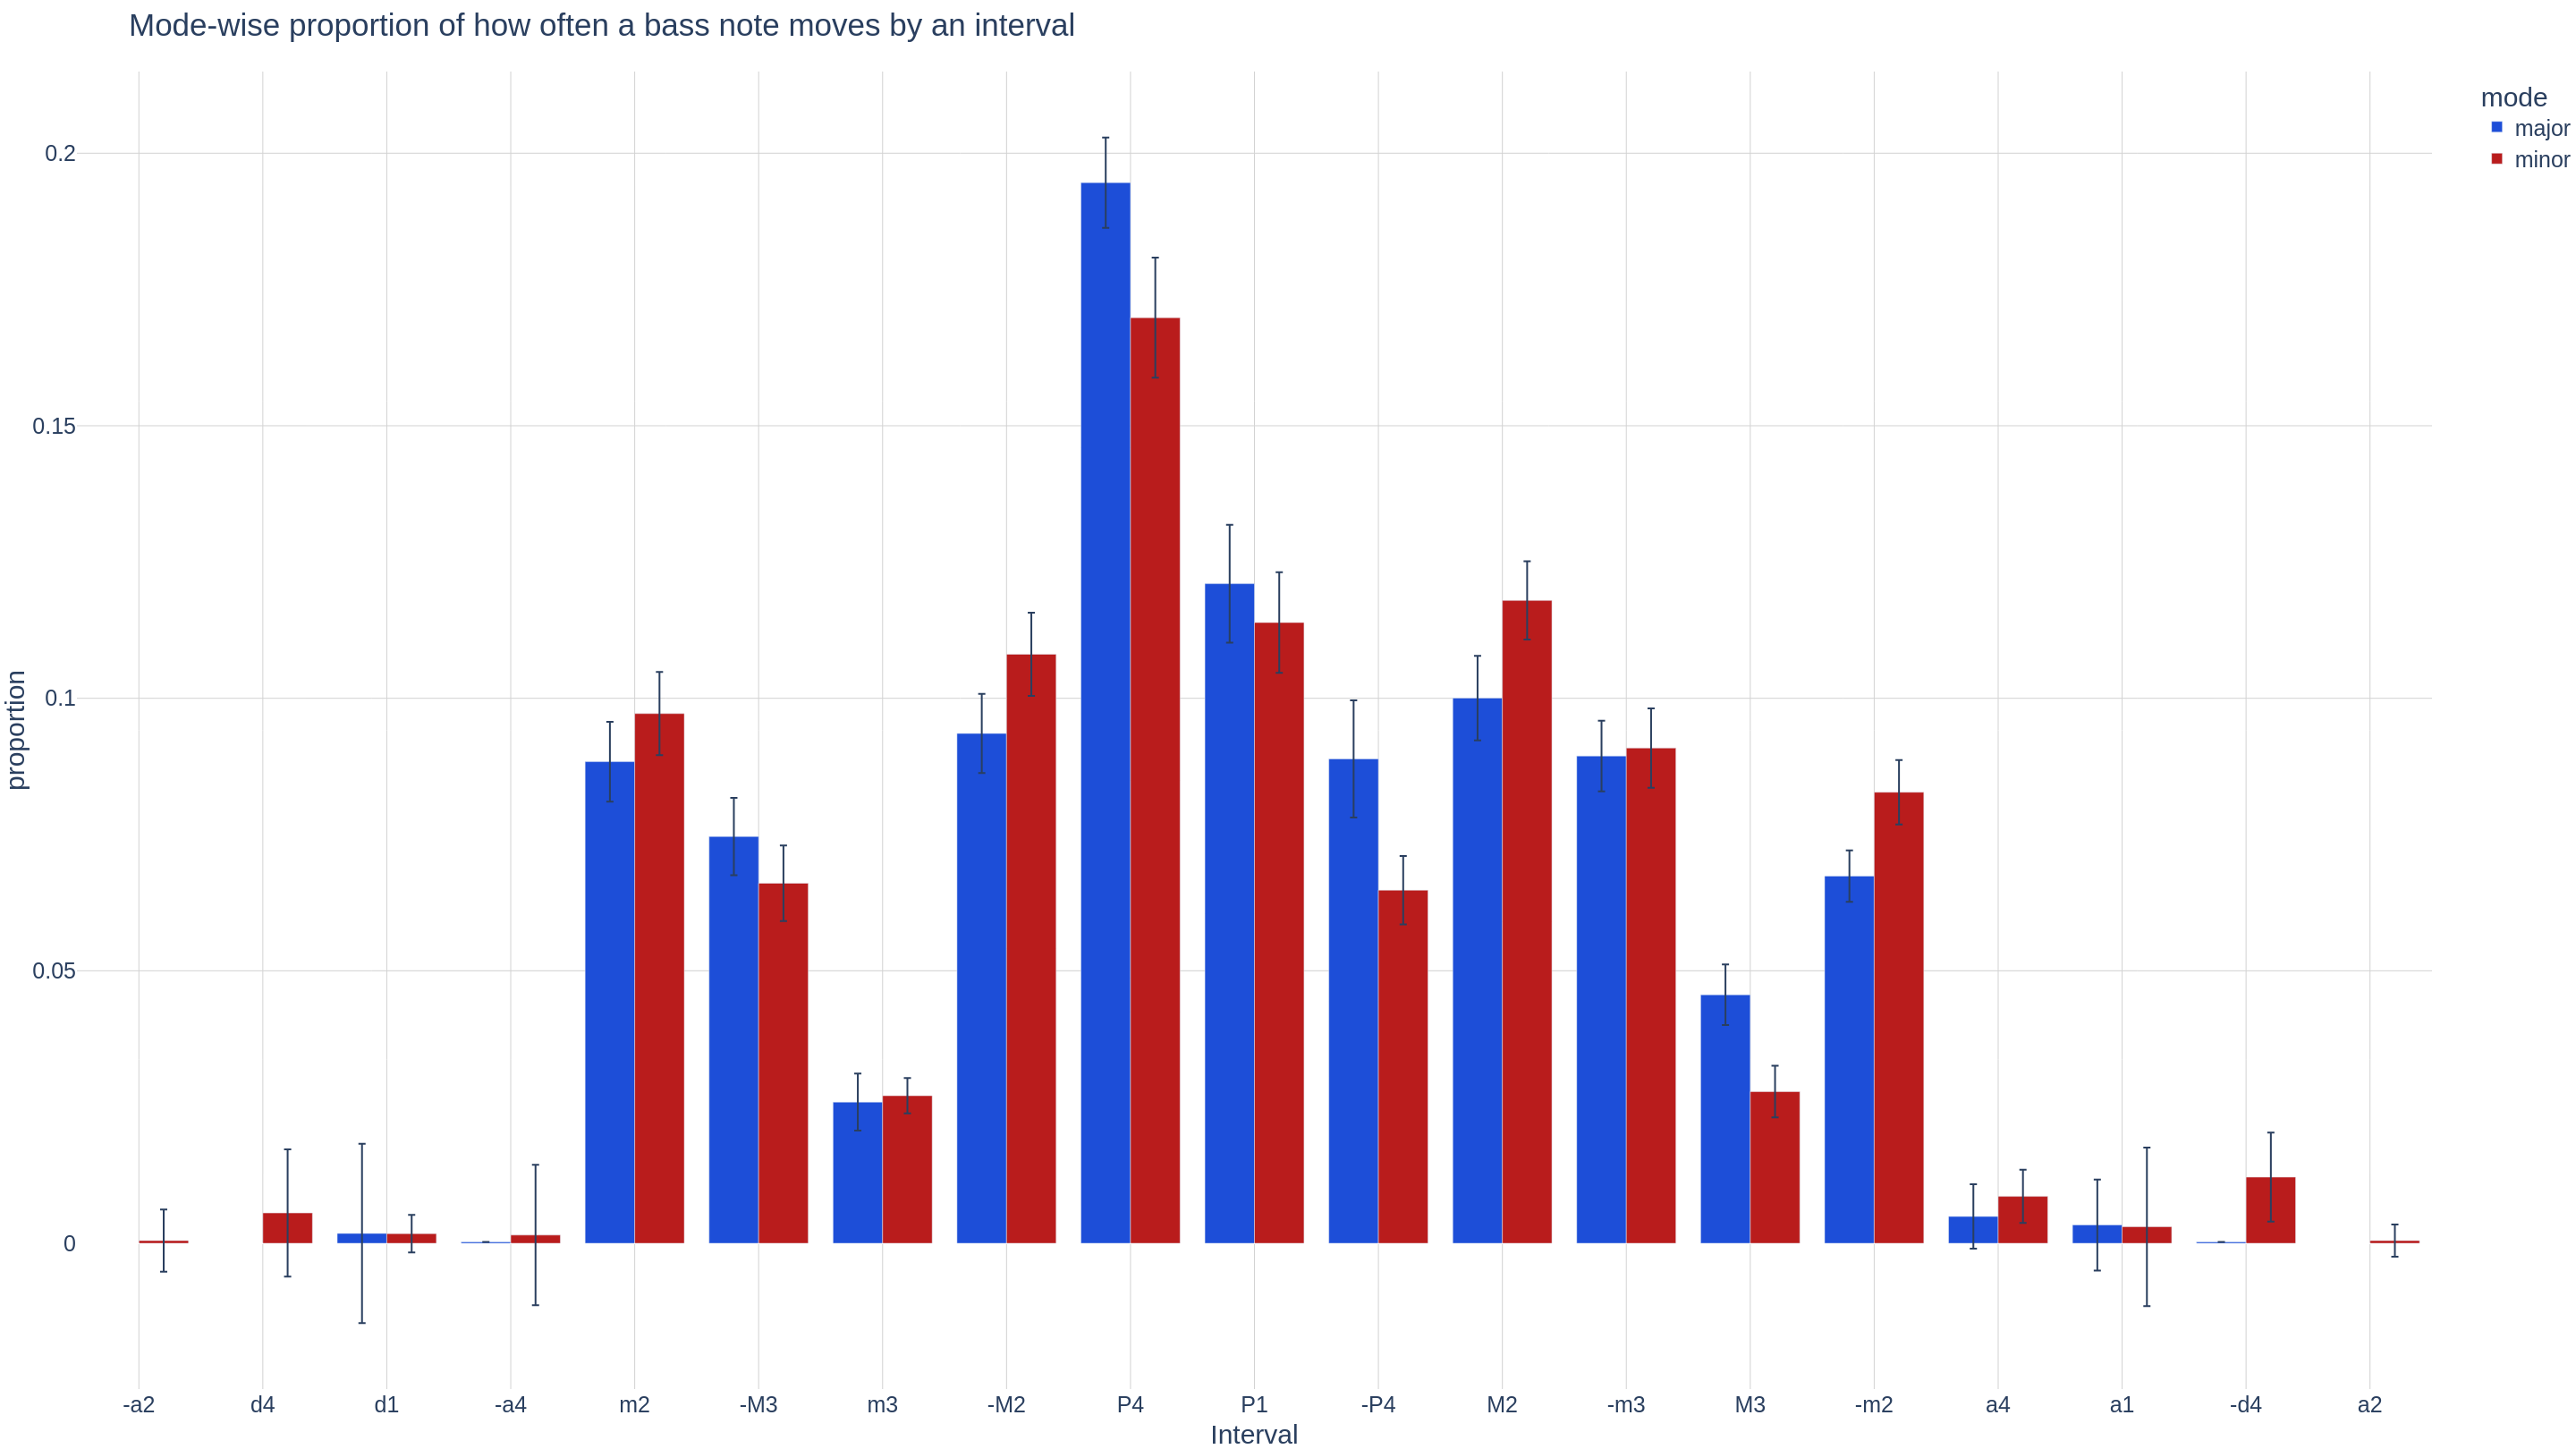 Mode-wise proportion of how often a bass note moves by an interval
mode
major
minor
proportion
0.2
0.15
0.1
0.05
0
-a2 d4 d1 -a4 m2 -M3 m3 -M2 P4 P1 -P4 M2 -m3 M3 -m2 a4 a1 -d4 a2
Interval